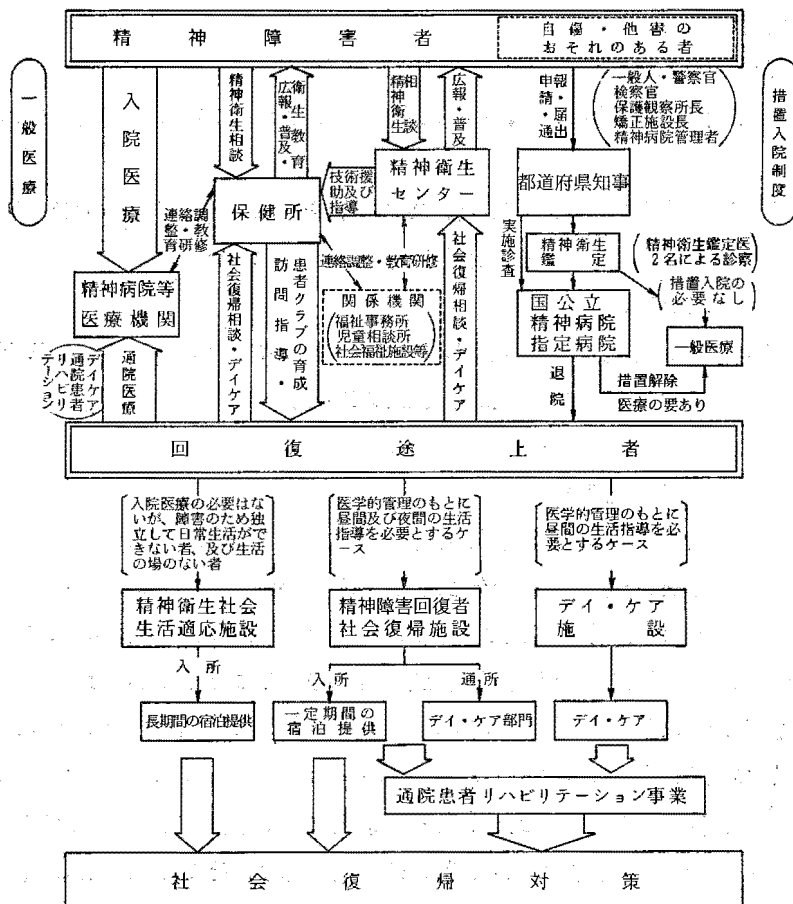 精神障害者
自傷・他害の
おそれのある者
一般医療
措置入院制度
入院医療
精神衛生相談
広報・普及・
衛生教育
精神衛生
相談
広報・普及
申請・通
報・届出
一般人・警察官
検察官
保護観察所長
矯正施設長
精神病院管理者
保健所
技術援
助及び
指導
精神衛生
センター
都道府県知事
連絡・調
整・教
育研修
実施診査
精神衛生
鑑定
精神衛生鑑定医
2名による診察
措置入院の
必要なし
精神病院等
医療機関
社会復帰相談・デイケア
訪問指導・
患者クラブの育成
連絡調整・教育研修
関係機関
福祉事務所
児童相談所
社会福祉施設等
社会復帰相談・デイケア
国公立
精神病院
指定病院
一般医療
デイケア
通院患者
リハビリ
テーション
通院医療
退院
措置解除
医療の要あり
回復途上者
入院医療の必要はな
いが、障害のため独
立して日常生活がで
きない者、及び生活
の場のない者
医学的管理のもとに
昼間及び夜間の生活
指導を必要とするケ
ース
医学的管理のもとに
昼間の生活指導を必
要とするケース
精神衛生社会
生活適応施設
精神障害回復者
社会復帰施設
デイ・ケア
施設
入所
入所
通所
長期間の宿泊提供
一定期間の
宿泊提供
デイ・ケア部門
デイ・ケア
通院患者リハビリテーション事業
社会復帰対策